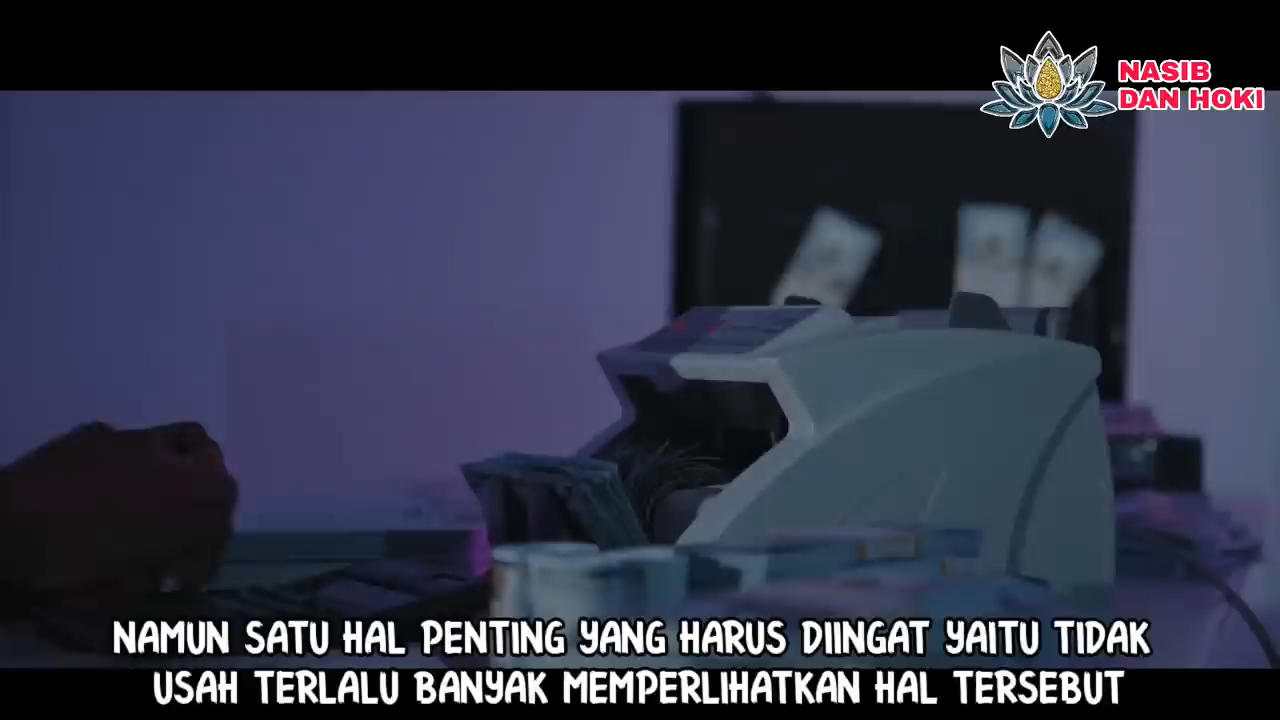 NASIB
DAN HOKI
NAMUN SATU HAL PENTING YANG HARUS DIINGAT YAITU TIDAK
USAH TERLALU BANYAK MEMPERLIHATKAN HAL TERSEBUT